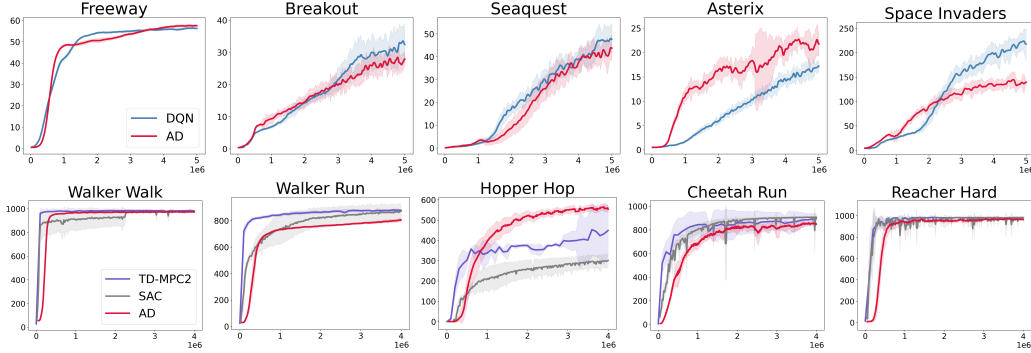 Freeway
60
50
40
30
20
10
0
0 1 2 3 4 5
1e6
DQN
AD
Breakout
40
30
20
10
0
0 1 2 3 4 5
1e6
Seaquest
50
40
30
20
10
0
0 1 2 3 4 5
1e6
Asterix
25
20
15
10
5
0
0 1 2 3 4 5
1e6
Space Invaders
250
200
150
100
50
0
0 1 2 3 4 5
1e6
Walker Walk
1000
800
600
400
200
0
0 1 2 3 4
1e6
TD-MPC2
SAC
AD
Walker Run
800
600
400
200
0
0 1 2 3 4
1e6
Hopper Hop
600
500
400
300
200
100
0
0 1 2 3 4
1e6
Cheetah Run
1000
800
600
400
200
0
0 1 2 3 4
1e6
Reacher Hard
1000
800
600
400
200
0
0 1 2 3 4
1e6